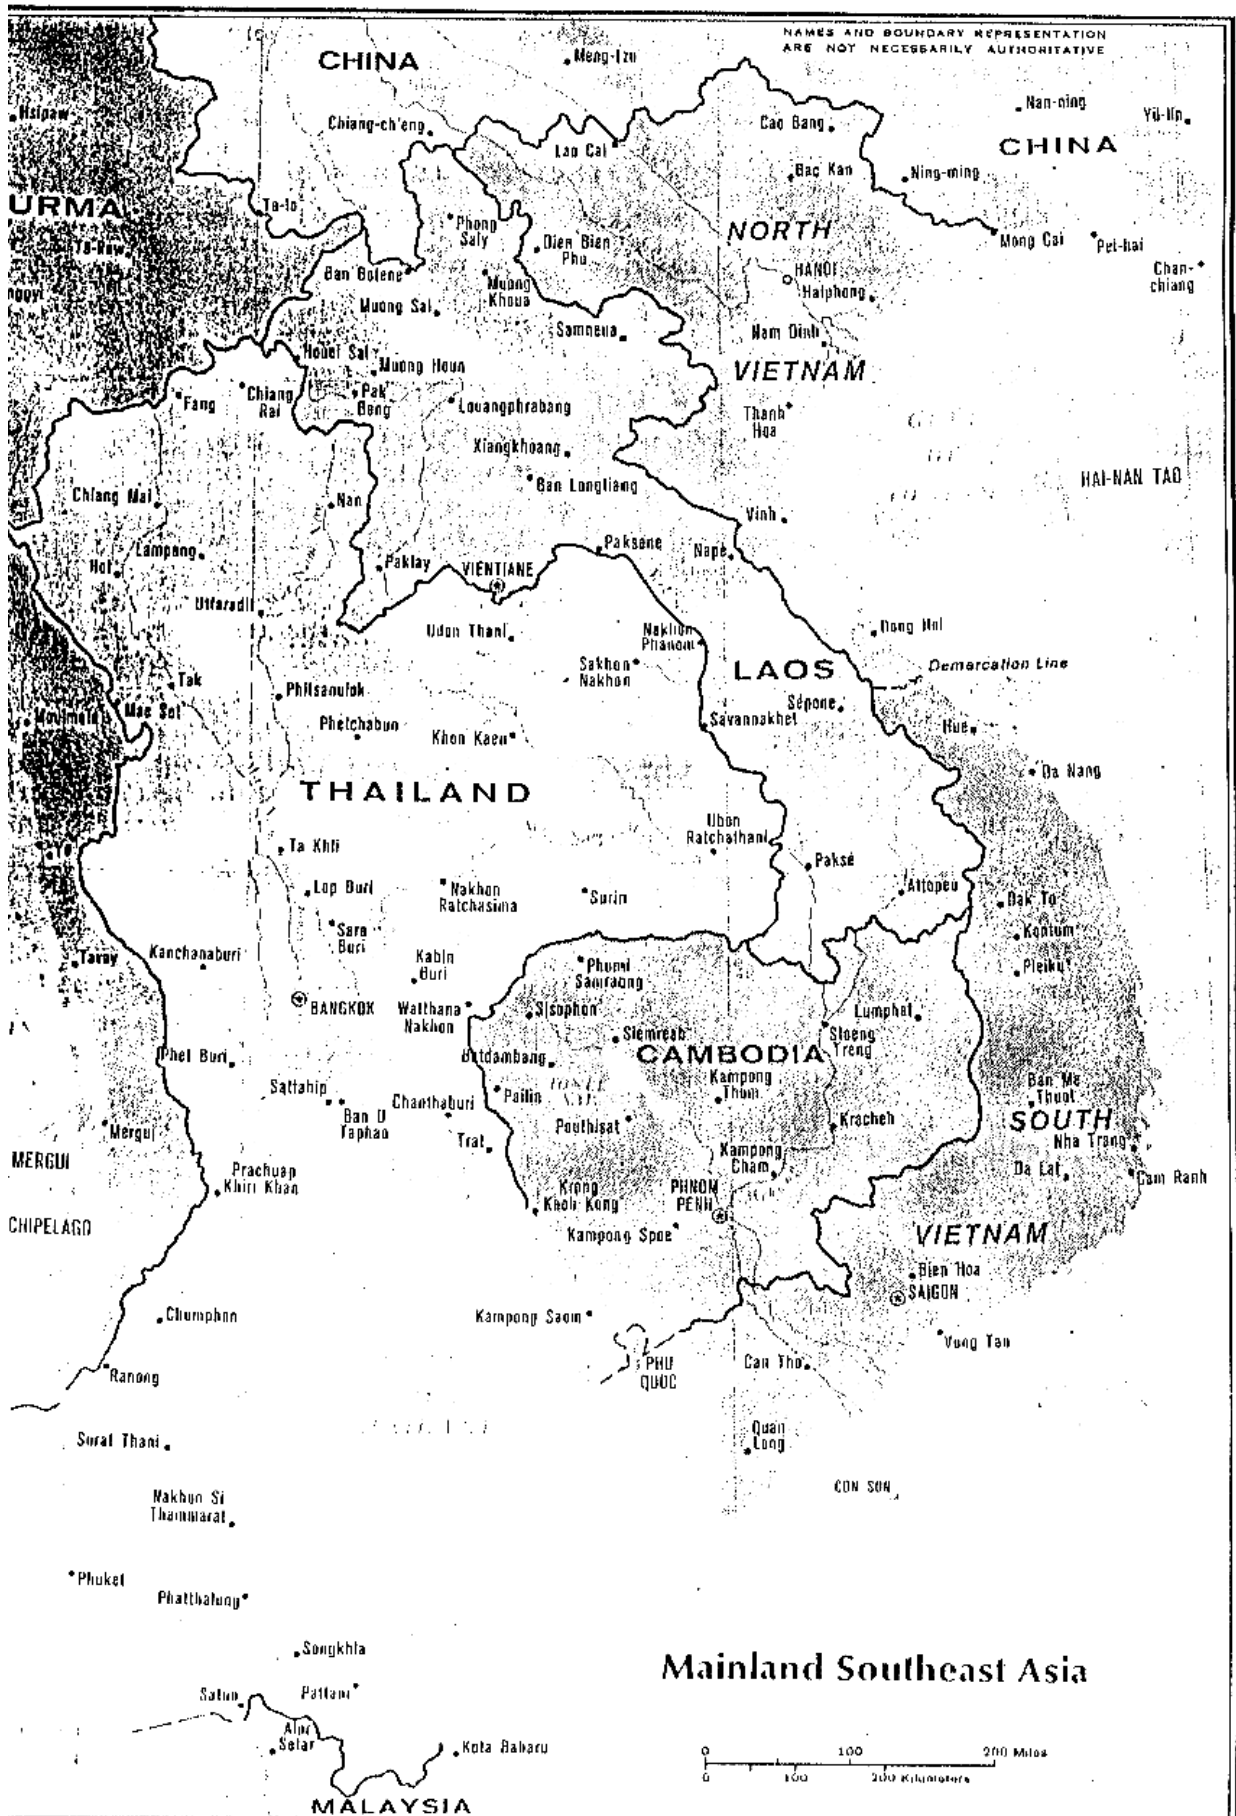 NAMES AND BOUNDARY REPRESENTATION
ARE NOT NECESSARILY AUTHORITATIVE
CHINA
Meng-tzu
Hsipaw
Nan-ning
Yü-lin
Chiang-ch'eng
Cao Bang
Lao Cai
CHINA
Bac Kan
Ning-ming
URMA
Ta-lo
Phong
Saly
NORTH
Mong Cai
Pei-hai
Dien Bien
Phu
HANOI
Chan-
chiang
Ban Botene
Muong
Khoua
Haiphong
Muong Sai
Samneua
Nam Dinh
Houei Sai
Muong Houn
VIETNAM
Fang
Chiang
Rai
Pak
Beng
Louangphrabang
Thanh
Hoa
Xiangkhoang
HAI-NAN TAO
Chiang Mai
Nan
Ban Longtiang
Vinh
Lampang
Paksane
Nape
Hot
Paklay
VIENTIANE
Uttaradit
Udon Thani
Nakhon
Phanom
Dong Hoi
Sakhon
Nakhon
LAOS
Demarcation Line
Tak
Phitsanulok
Mae Sot
Moulmein
Phetchabun
Khon Kaen
Savannakhet
Sépone
Hue
THAILAND
Da Nang
Ubon
Ratchathani
Ta Khli
Paksé
Lop Buri
Nakhon
Ratchasima
Surin
Attopeu
Dak To
Sara
Buri
Kontum
Tavoy
Kanchanaburi
Kabin
Buri
Phumi
Samraong
Pleiku
BANGKOK
Watthana
Nakhon
Sisophon
Lumphat
Siemreab
Stoeng
Treng
Phet Buri
Batdambang
CAMBODIA
Sattahip
Ban U
Taphao
Chanthaburi
Pailin
TONLE
SAP
Kampong
Thum
Ban Me
Thuot
Pouthisat
Kracheh
SOUTH
Mergui
Trat
Nha Trang
MERGUI
Kampong
Cham
Prachuap
Khiri Khan
Da Lat
Cam Ranh
Krong
Kaoh Kong
PHNOM
PENH
CHIPELAGO
Kampong Spoe
VIETNAM
Bien Hoa
SAIGON
Chumphon
Kampong Saom
Vung Tau
Ranong
PHU
QUOC
Can Tho
Surat Thani
Quan
Long
CON SON
Nakhon Si
Thammarat
Phuket
Phatthalung
Songkhla
Mainland Southeast Asia
Satun
Pattani
Alor
Setar
Kota Baharu
0 100 200 Miles
0 100 200 Kilometers
MALAYSIA